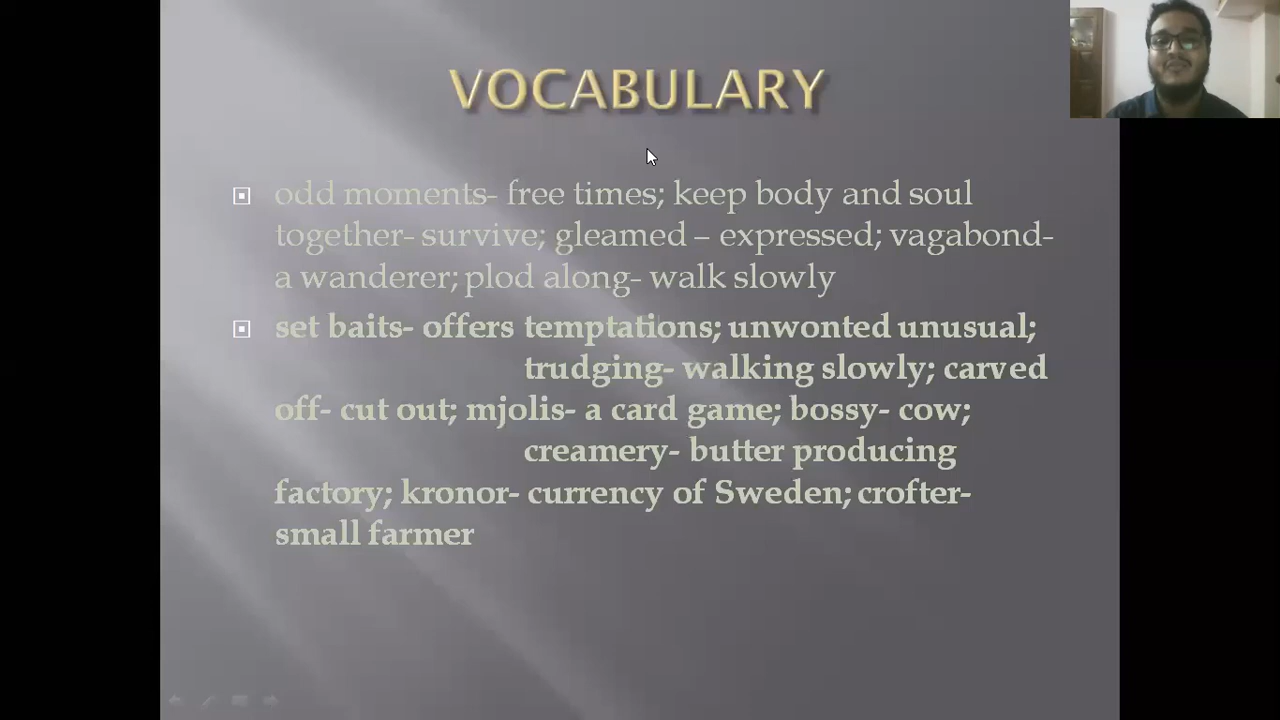 VOCABULARY
odd moments- free times; keep body and soul
together- survive; gleamed – expressed; vagabond-
a wanderer; plod along- walk slowly
set baits- offers temptations; unwonted unusual;
trudging- walking slowly; carved
off- cut out; mjolis- a card game; bossy- cow;
creamery- butter producing
factory; kronor- currency of Sweden; crofter-
small farmer